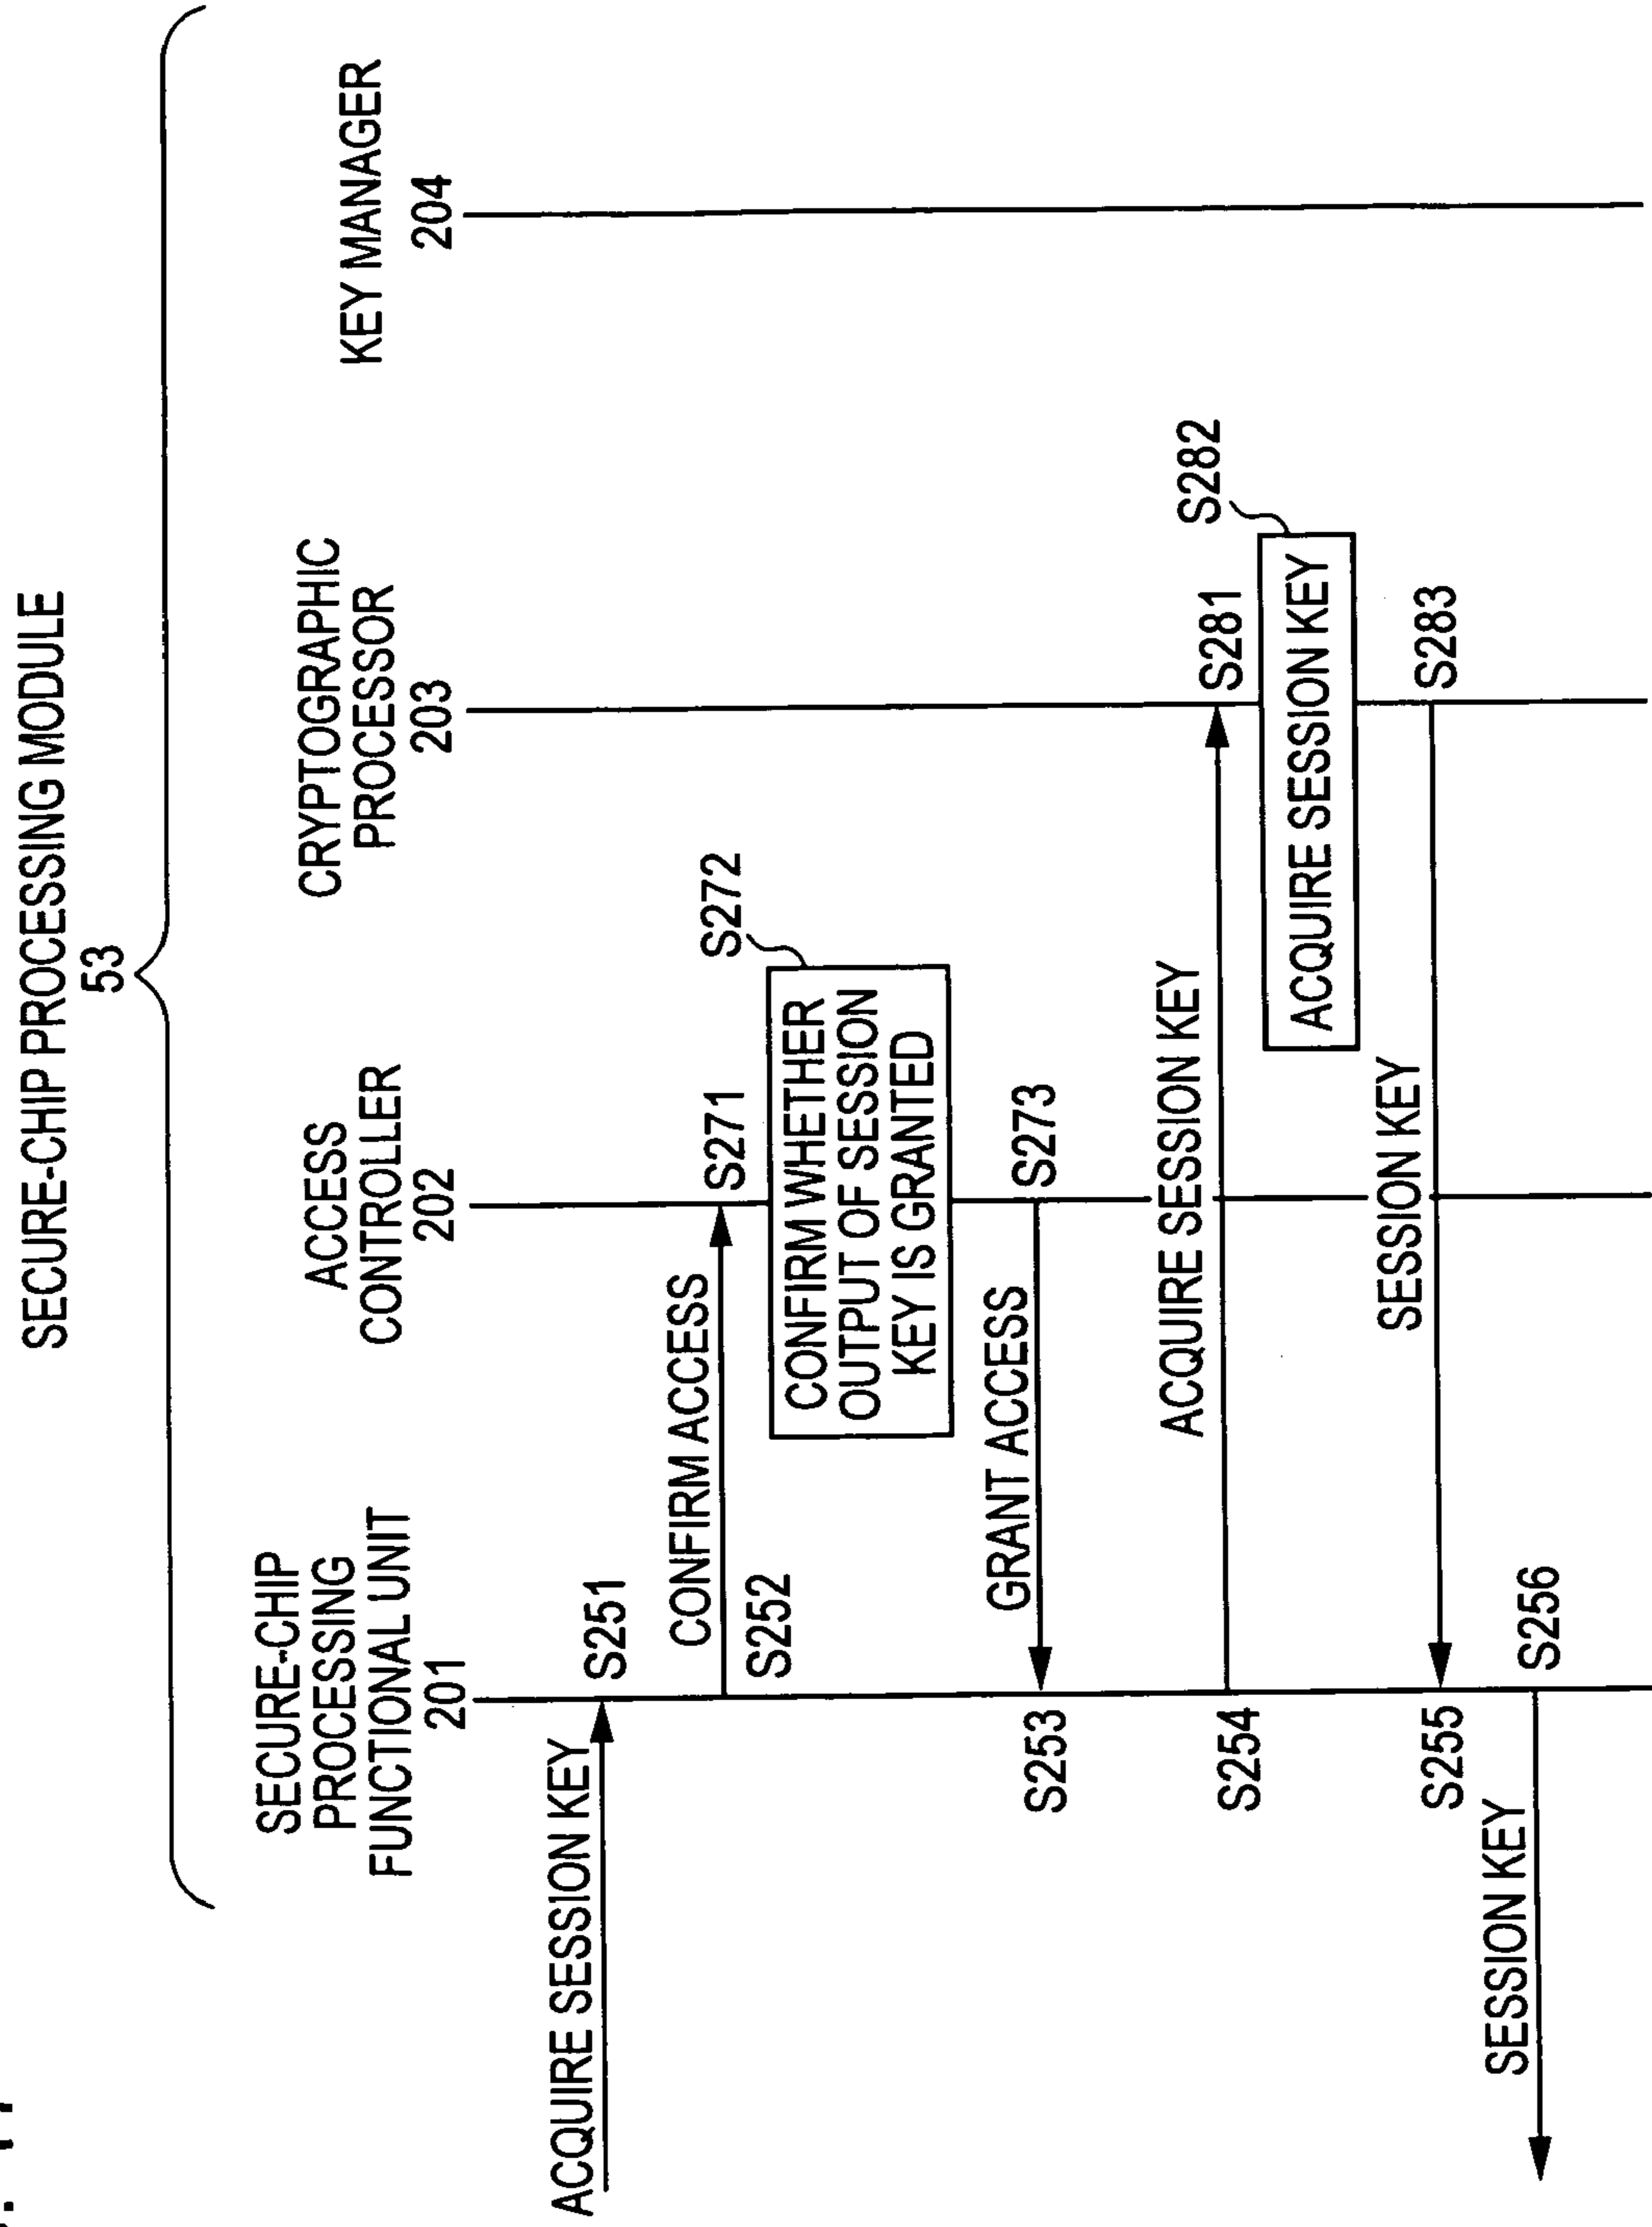 SECURE-CHIP PROCESSING MODULE
53
SECURE-CHIP
PROCESSING
FUNCTIONAL UNIT
201
ACCESS
CONTROLLER
202
CRYPTOGRAPHIC
PROCESSOR
203
KEY MANAGER
204
ACQUIRE SESSION KEY
S251
CONFIRM ACCESS
S252
S271
S272
CONFIRM WHETHER
OUTPUT OF SESSION
KEY IS GRANTED
GRANT ACCESS
S273
S253
ACQUIRE SESSION KEY
S254
S281
S282
ACQUIRE SESSION KEY
SESSION KEY
S283
S255
SESSION KEY
S256